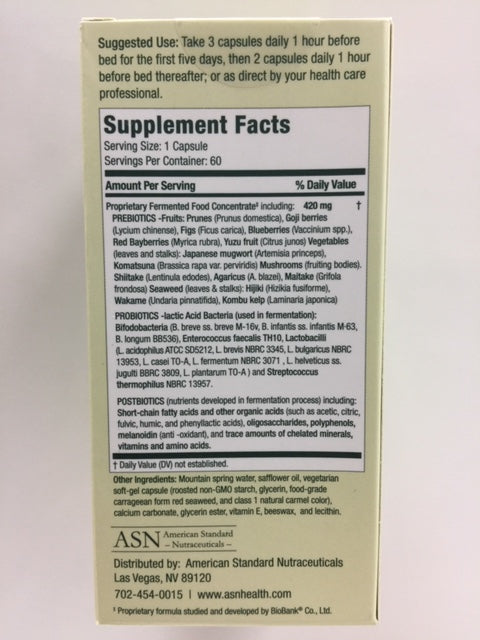 Suggested Use: Take 3 capsules daily 1 hour before
bed for the first five days, then 2 capsules daily 1 hour
before bed thereafter; or as direct by your health care
professional.
Supplement Facts
Serving Size: 1 Capsule
Servings Per Container: 60
Amount Per Serving % Daily Value
Proprietary Fermented Food Concentrate‡ including: 420 mg †
PREBIOTICS -Fruits: Prunes (Prunus domestica), Goji berries
(Lycium chinense), Figs (Ficus carica), Blueberries (Vaccinium spp.),
Red Bayberries (Myrica rubra), Yuzu fruit (Citrus junos) Vegetables
(leaves and stalks): Japanese mugwort (Artemisia princeps),
Komatsuna (Brassica rapa var. perviridis) Mushrooms (fruiting bodies).
Shiitake (Lentinula edodes), Agaricus (A. blazei), Maitake (Grifola
frondosa) Seaweed (leaves & stalks): Hijiki (Hizikia fusiforme),
Wakame (Undaria pinnatifida), Kombu kelp (Laminaria japonica)
PROBIOTICS -lactic Acid Bacteria (used in fermentation):
Bifodobacteria (B. breve ss. breve M-16v, B. infantis ss. infantis M-63,
B. longum BB536), Enterococcus faecalis TH10, Lactobacilli
(L. acidophilus ATCC SD5212, L. brevis NBRC 3345, L. bulgaricus NBRC
13953, L. casei TO-A, L. fermentum NBRC 3071 , L. helveticus ss.
jugulti BBRC 3809, L. plantarum TO-A ) and Streptococcus
thermophilus NBRC 13957.
POSTBIOTICS (nutrients developed in fermentation process) including:
Short-chain fatty acids and other organic acids (such as acetic, citric,
fulvic, humic, and phenyllactic acids), oligosaccharides, polyphenols,
melanoidin (anti -oxidant), and trace amounts of chelated minerals,
vitamins and amino acids.
† Daily Value (DV) not established.
Other Ingredients: Mountain spring water, safflower oil, vegetarian
soft-gel capsule (roosted non-GMO starch, glycerin, food-grade
carrageean form red seaweed, and class 1 natural carmel color),
calcium carbonate, glycerin ester, vitamin E, beeswax, and lecithin.
ASN American Standard
– Nutraceuticals –
Distributed by: American Standard Nutraceuticals
Las Vegas, NV 89120
702-454-0015 | www.asnhealth.com
‡ Proprietary formula studied and developed by BioBank® Co., Ltd.